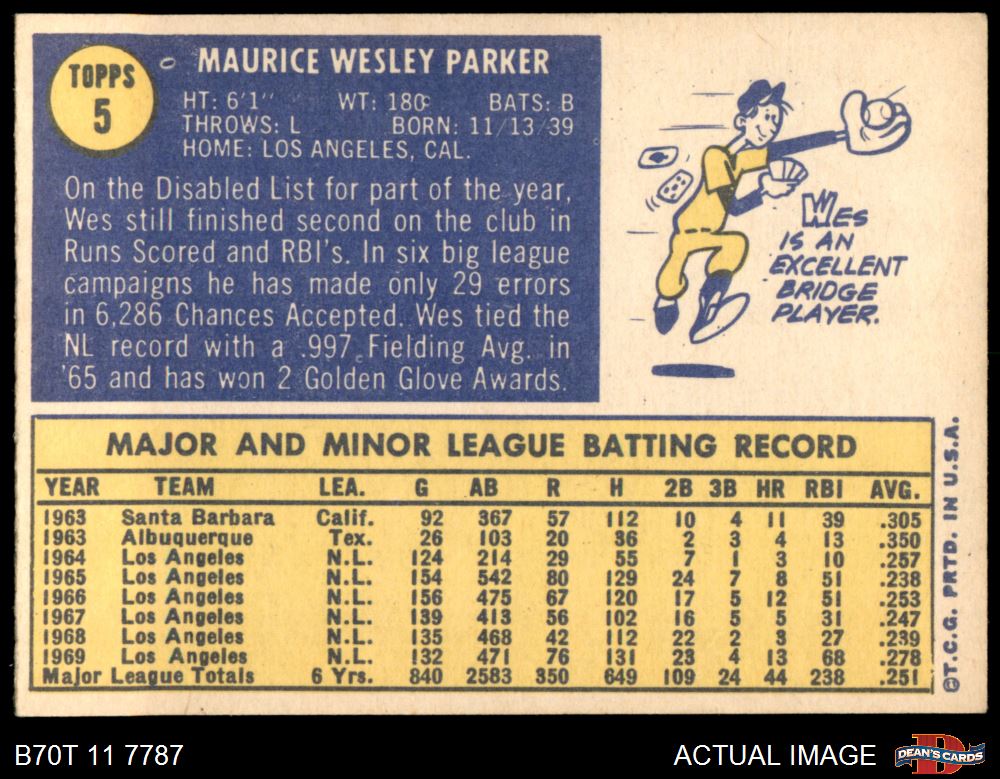 TOPPS
5
MAURICE WESLEY PARKER
HT: 6'1" WT: 180 BATS: B
THROWS: L BORN: 11/13/39
HOME: LOS ANGELES, CAL.
On the Disabled List for part of the year,
Wes still finished second on the club in
Runs Scored and RBI's. In six big league
campaigns he has made only 29 errors
in 6,286 Chances Accepted. Wes tied the
NL record with a .997 Fielding Avg. in
'65 and has won 2 Golden Glove Awards.
WES
IS AN
EXCELLENT
BRIDGE
PLAYER.
MAJOR AND MINOR LEAGUE BATTING RECORD
YEAR TEAM LEA. G AB R H 2B 3B HR RBI AVG.
1963 Santa Barbara Calif. 92 367 57 112 10 4 11 39 .305
1963 Albuquerque Tex. 26 103 20 36 2 3 4 13 .350
1964 Los Angeles N.L. 124 214 29 55 7 1 3 10 .257
1965 Los Angeles N.L. 154 542 80 129 24 7 8 51 .238
1966 Los Angeles N.L. 156 475 67 120 17 5 12 51 .253
1967 Los Angeles N.L. 139 413 56 102 16 5 5 31 .247
1968 Los Angeles N.L. 135 468 42 112 22 2 3 27 .239
1969 Los Angeles N.L. 132 471 76 131 23 4 13 68 .278
Major League Totals 6 Yrs. 840 2583 350 649 109 24 44 238 .251
©T.C.G. PRTD. IN U.S.A.
B70T 11 7787
ACTUAL IMAGE
DEAN'S CARDS